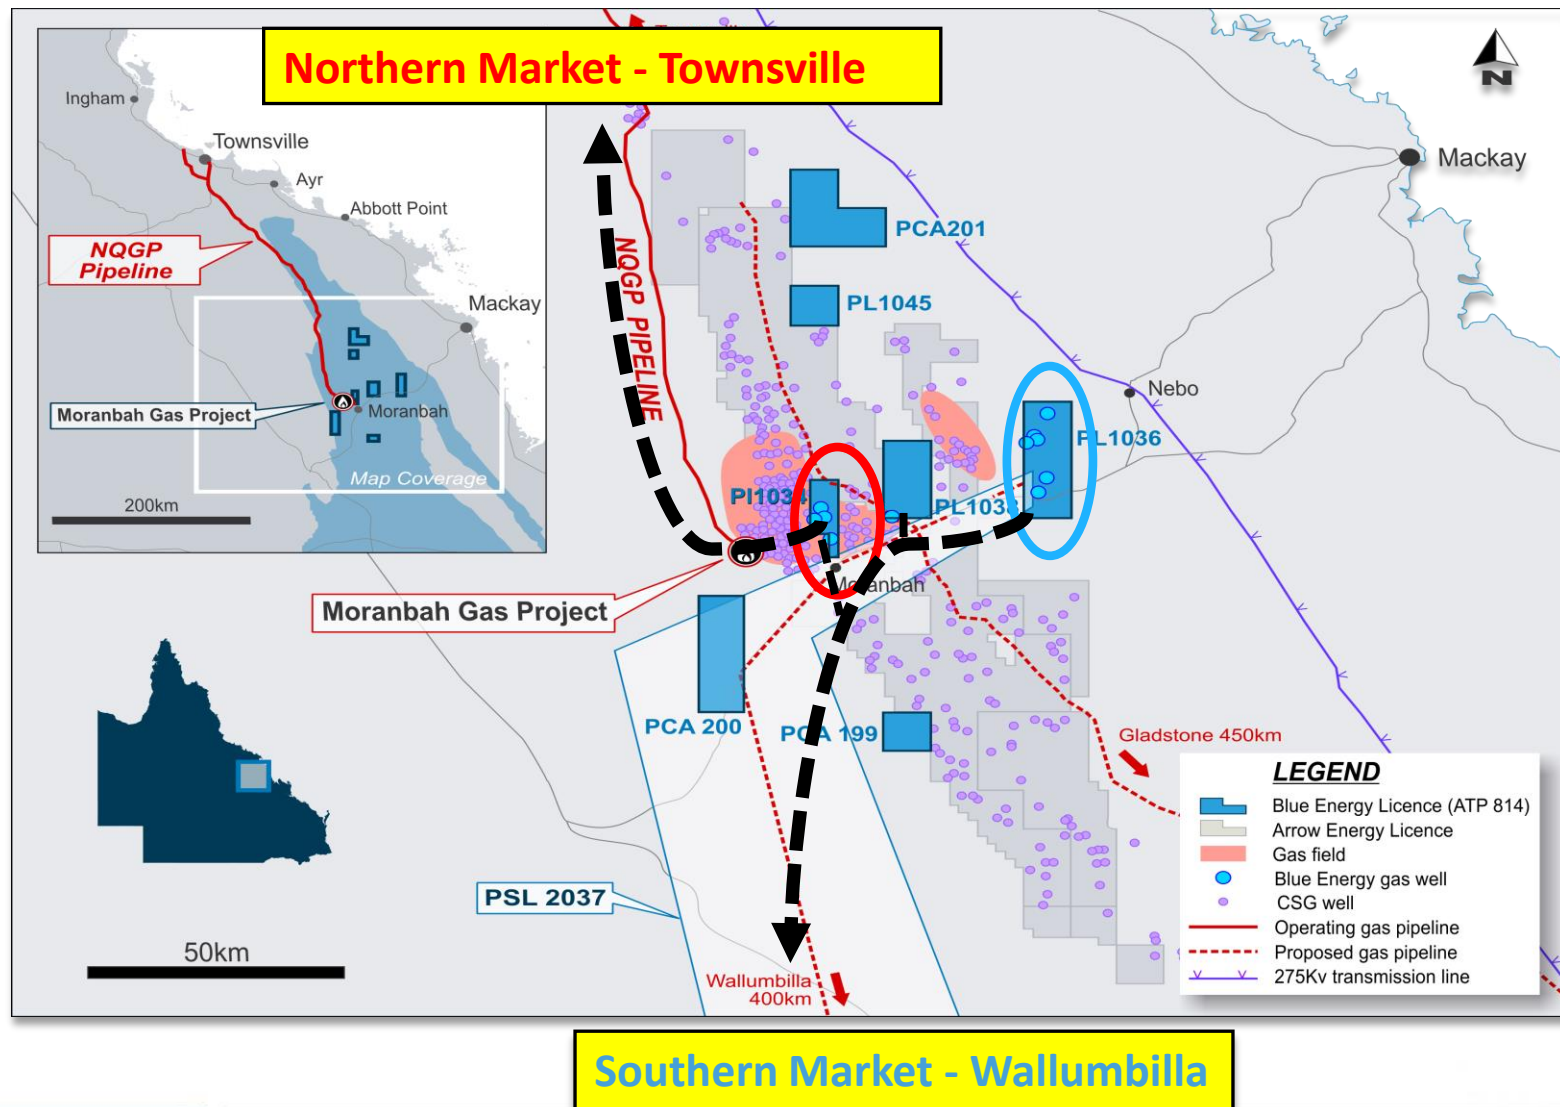 Northern Market - Townsville
N
Ingham
Townsville
Ayr
Abbott Point
NQGP
Pipeline
Mackay
Moranbah Gas Project
Moranbah
Map Coverage
200km
Mackay
PCA201
NQGP PIPELINE
PL1045
Nebo
PL1036
PI1034
PL1038
Moranbah
Moranbah Gas Project
PCA 200
PCA 199
Gladstone 450km
PSL 2037
50km
Wallumbilla
400km
LEGEND
Blue Energy Licence (ATP 814)
Arrow Energy Licence
Gas field
Blue Energy gas well
CSG well
Operating gas pipeline
Proposed gas pipeline
275Kv transmission line
Southern Market - Wallumbilla